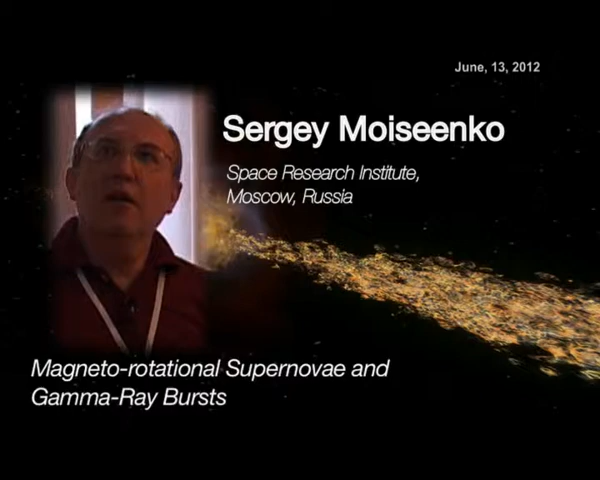 June, 13, 2012
Sergey Moiseenko
Space Research Institute,
Moscow, Russia
Magneto-rotational Supernovae and
Gamma-Ray Bursts